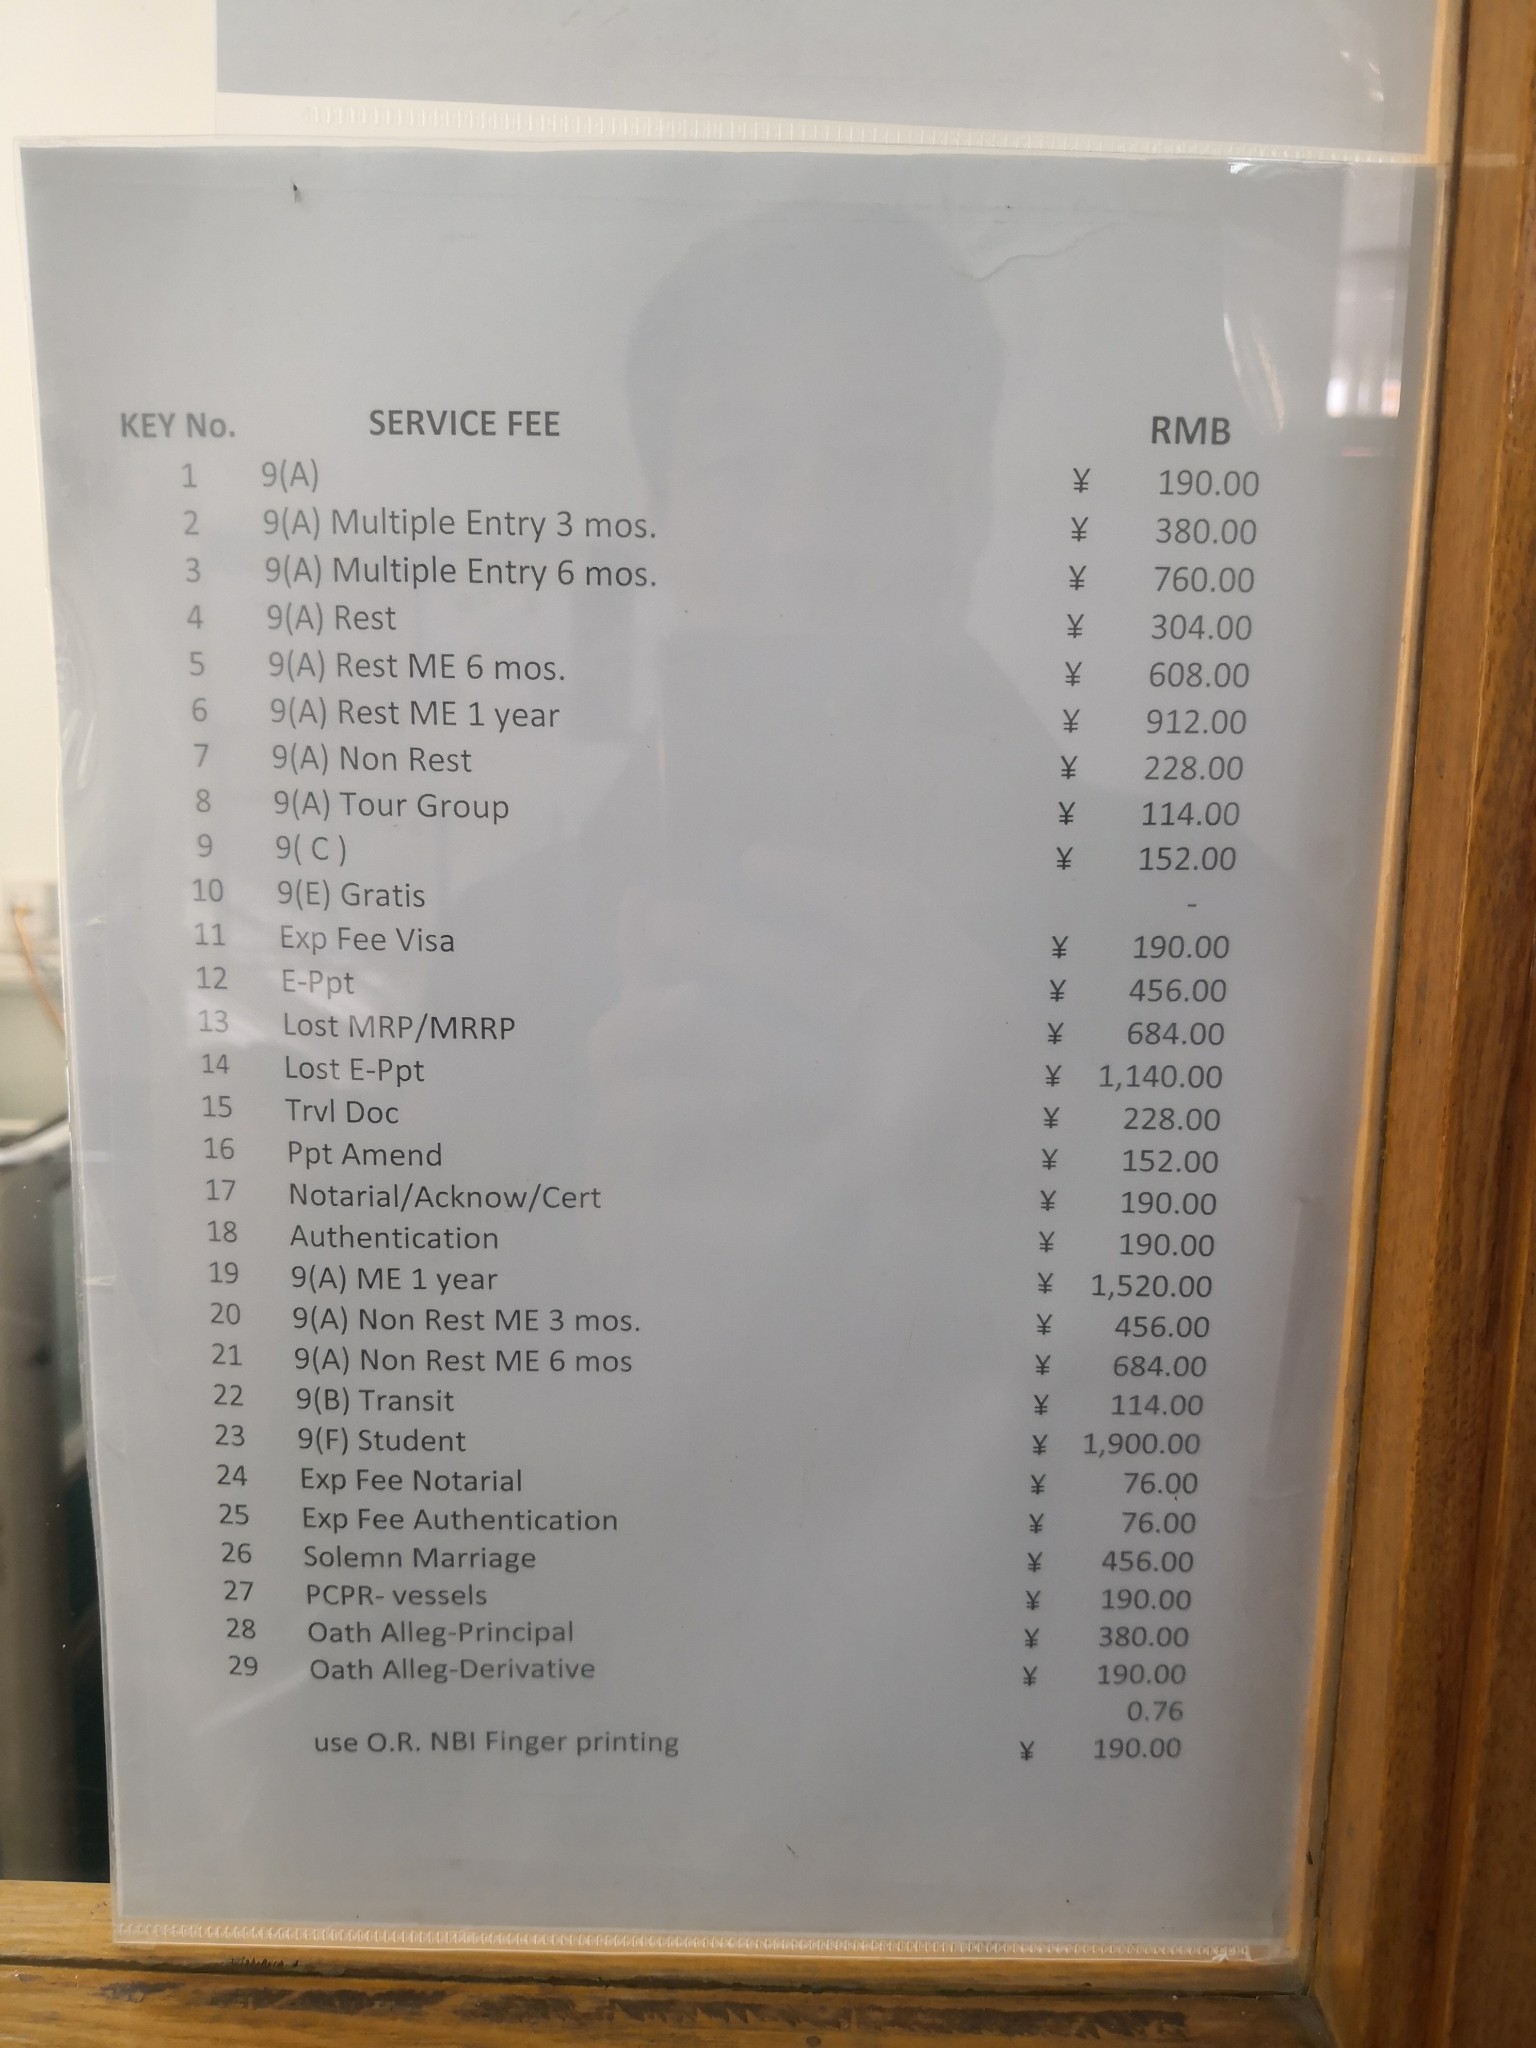 KEY No. SERVICE FEE RMB
1 9(A) ¥ 190.00
2 9(A) Multiple Entry 3 mos. ¥ 380.00
3 9(A) Multiple Entry 6 mos. ¥ 760.00
4 9(A) Rest ¥ 304.00
5 9(A) Rest ME 6 mos. ¥ 608.00
6 9(A) Rest ME 1 year ¥ 912.00
7 9(A) Non Rest ¥ 228.00
8 9(A) Tour Group ¥ 114.00
9 9( C ) ¥ 152.00
10 9(E) Gratis -
11 Exp Fee Visa ¥ 190.00
12 E-Ppt ¥ 456.00
13 Lost MRP/MRRP ¥ 684.00
14 Lost E-Ppt ¥ 1,140.00
15 Trvl Doc ¥ 228.00
16 Ppt Amend ¥ 152.00
17 Notarial/Acknow/Cert ¥ 190.00
18 Authentication ¥ 190.00
19 9(A) ME 1 year ¥ 1,520.00
20 9(A) Non Rest ME 3 mos. ¥ 456.00
21 9(A) Non Rest ME 6 mos ¥ 684.00
22 9(B) Transit ¥ 114.00
23 9(F) Student ¥ 1,900.00
24 Exp Fee Notarial ¥ 76.00
25 Exp Fee Authentication ¥ 76.00
26 Solemn Marriage ¥ 456.00
27 PCPR- vessels ¥ 190.00
28 Oath Alleg-Principal ¥ 380.00
29 Oath Alleg-Derivative ¥ 190.00
0.76
use O.R. NBI Finger printing ¥ 190.00